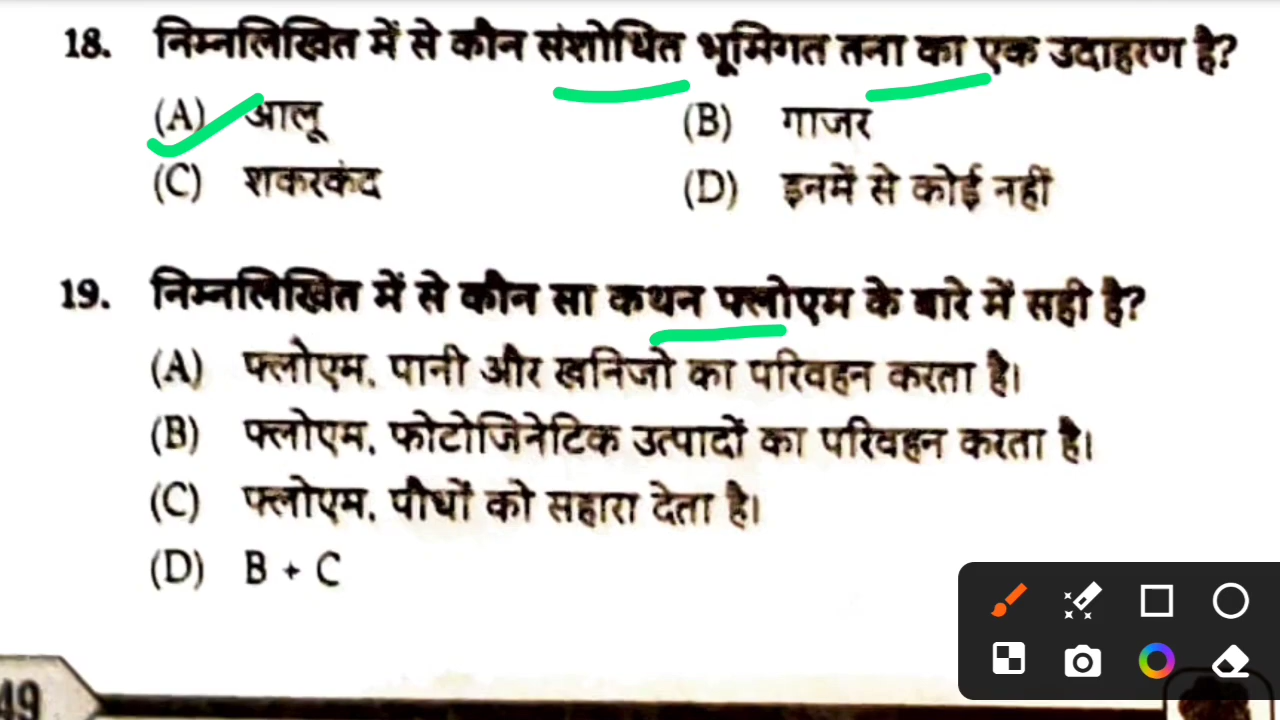 18. निम्नलिखित में से कौन संशोधित भूमिगत तना का एक उदाहरण है?
(A) आलू (B) गाजर
(C) शकरकंद (D) इनमें से कोई नहीं
19. निम्नलिखित में से कौन सा कथन फ्लोएम के बारे में सही है?
(A) फ्लोएम, पानी और खनिजो का परिवहन करता है।
(B) फ्लोएम, फोटोजिनेटिक उत्पादों का परिवहन करता है।
(C) फ्लोएम, पौधों को सहारा देता है।
(D) B + C
49